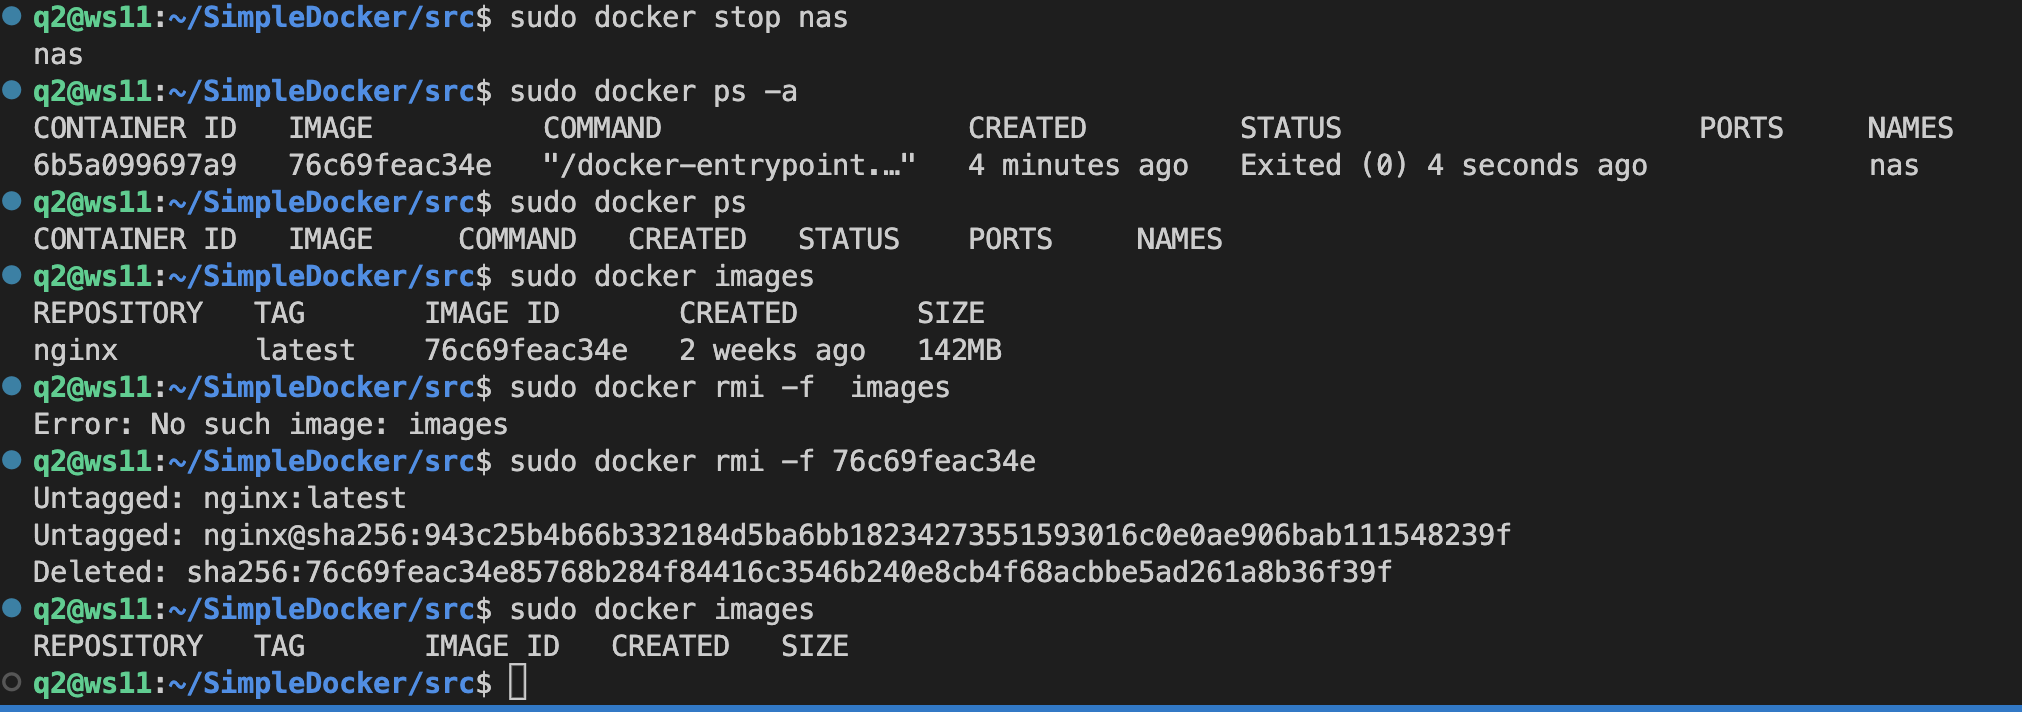 q2@ws11:~/SimpleDocker/src$ sudo docker stop nas
nas
q2@ws11:~/SimpleDocker/src$ sudo docker ps -a
CONTAINER ID   IMAGE          COMMAND                  CREATED         STATUS                     PORTS     NAMES
6b5a099697a9   76c69feac34e   "/docker-entrypoint.…"   4 minutes ago   Exited (0) 4 seconds ago             nas
q2@ws11:~/SimpleDocker/src$ sudo docker ps
CONTAINER ID   IMAGE     COMMAND   CREATED   STATUS    PORTS     NAMES
q2@ws11:~/SimpleDocker/src$ sudo docker images
REPOSITORY   TAG       IMAGE ID       CREATED       SIZE
nginx        latest    76c69feac34e   2 weeks ago   142MB
q2@ws11:~/SimpleDocker/src$ sudo docker rmi -f  images
Error: No such image: images
q2@ws11:~/SimpleDocker/src$ sudo docker rmi -f 76c69feac34e
Untagged: nginx:latest
Untagged: nginx@sha256:943c25b4b66b332184d5ba6bb18234273551593016c0e0ae906bab111548239f
Deleted: sha256:76c69feac34e85768b284f84416c3546b240e8cb4f68acbbe5ad261a8b36f39f
q2@ws11:~/SimpleDocker/src$ sudo docker images
REPOSITORY   TAG       IMAGE ID   CREATED   SIZE
q2@ws11:~/SimpleDocker/src$